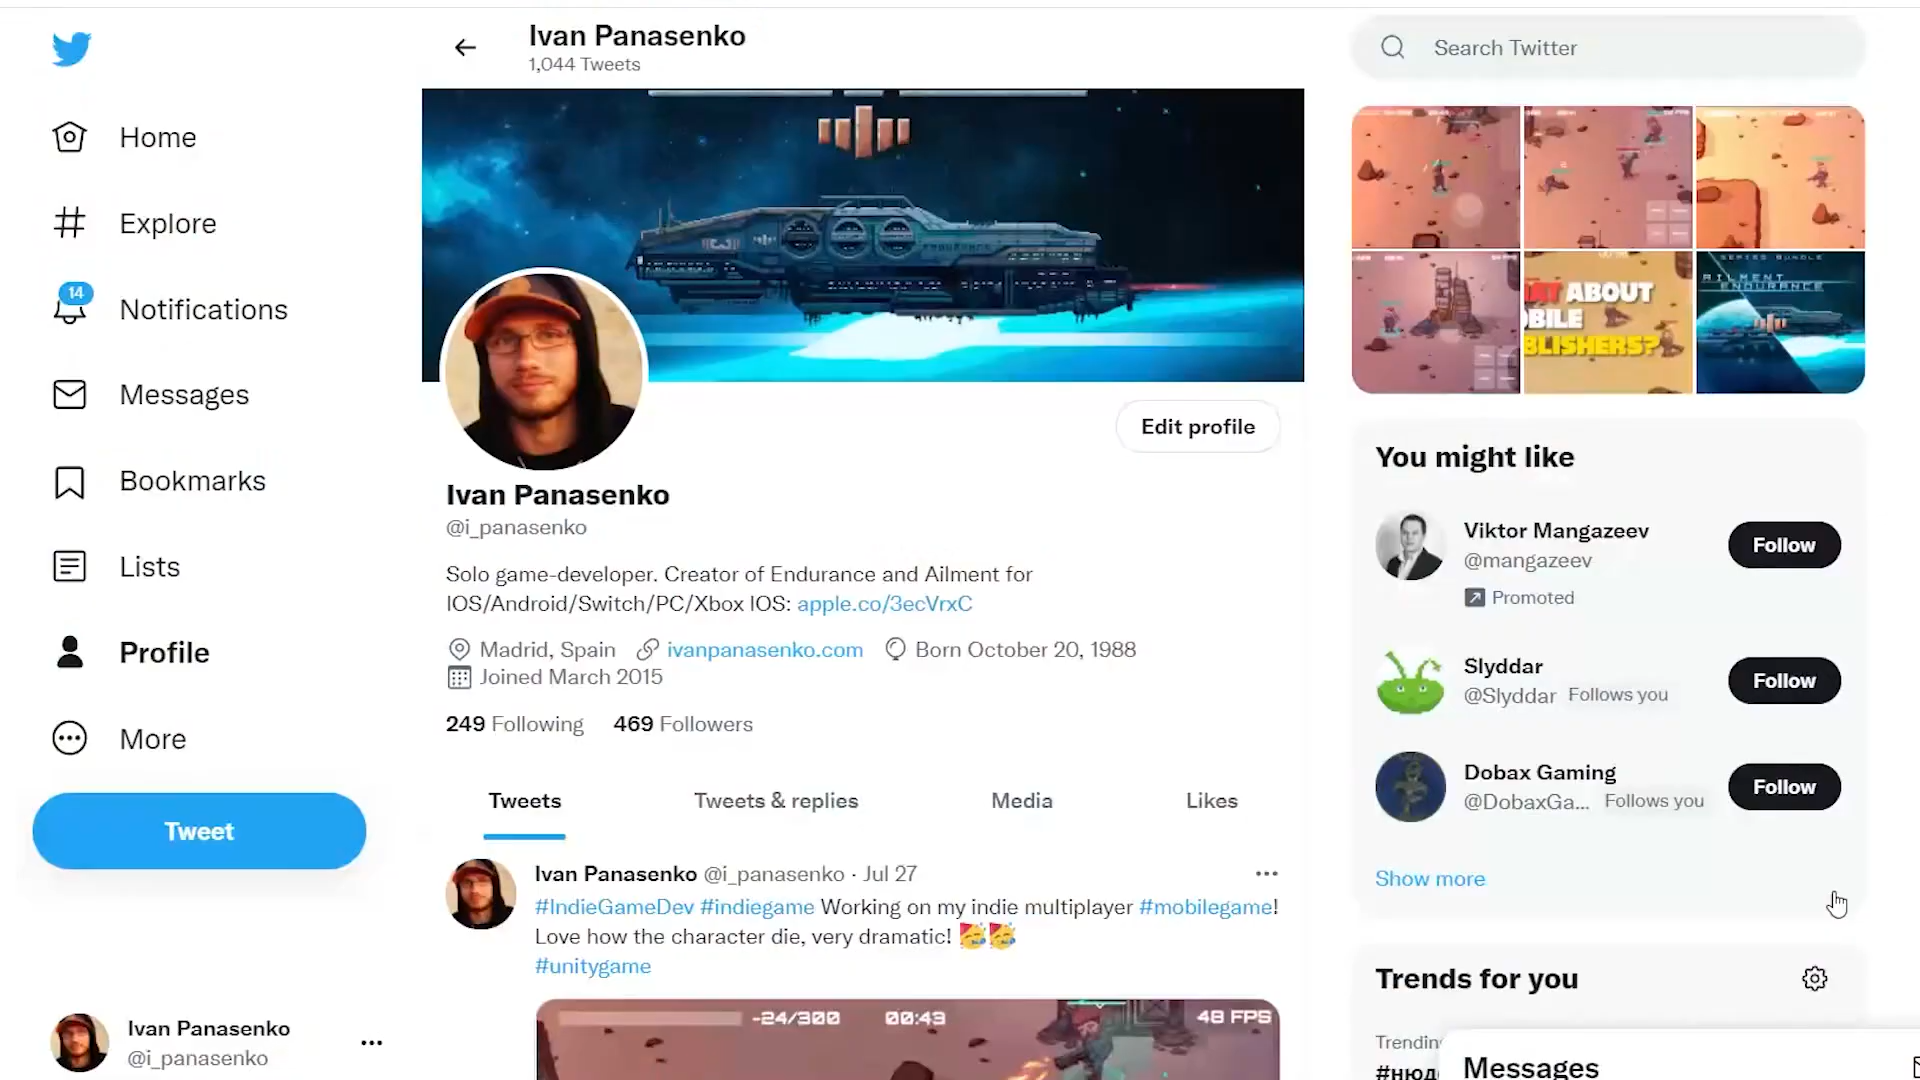 Ivan Panasenko
1,044 Tweets
Search Twitter
Home
Explore
14
Notifications
Messages
Bookmarks
Lists
Profile
More
Tweet
Ivan Panasenko
@i_panasenko
Edit profile
Ivan Panasenko
@i_panasenko
Solo game-developer. Creator of Endurance and Ailment for
IOS/Android/Switch/PC/Xbox IOS: apple.co/3ecVrxC
Madrid, Spain ivanpanasenko.com Born October 20, 1988
Joined March 2015
249 Following 469 Followers
Tweets Tweets & replies Media Likes
Ivan Panasenko @i_panasenko · Jul 27
#IndieGameDev #indiegame Working on my indie multiplayer #mobilegame!
Love how the character die, very dramatic!
#unitygame
-24/300 00:43 48 FPS
ABOUT
SERIES BUNDLE
AILMENT
ENDURANCE
You might like
Viktor Mangazeev
@mangazeev
Promoted
Follow
Slyddar
@Slyddar Follows you
Follow
Dobax Gaming
@DobaxGa... Follows you
Follow
Show more
Trends for you
Trending
#нюд
Messages